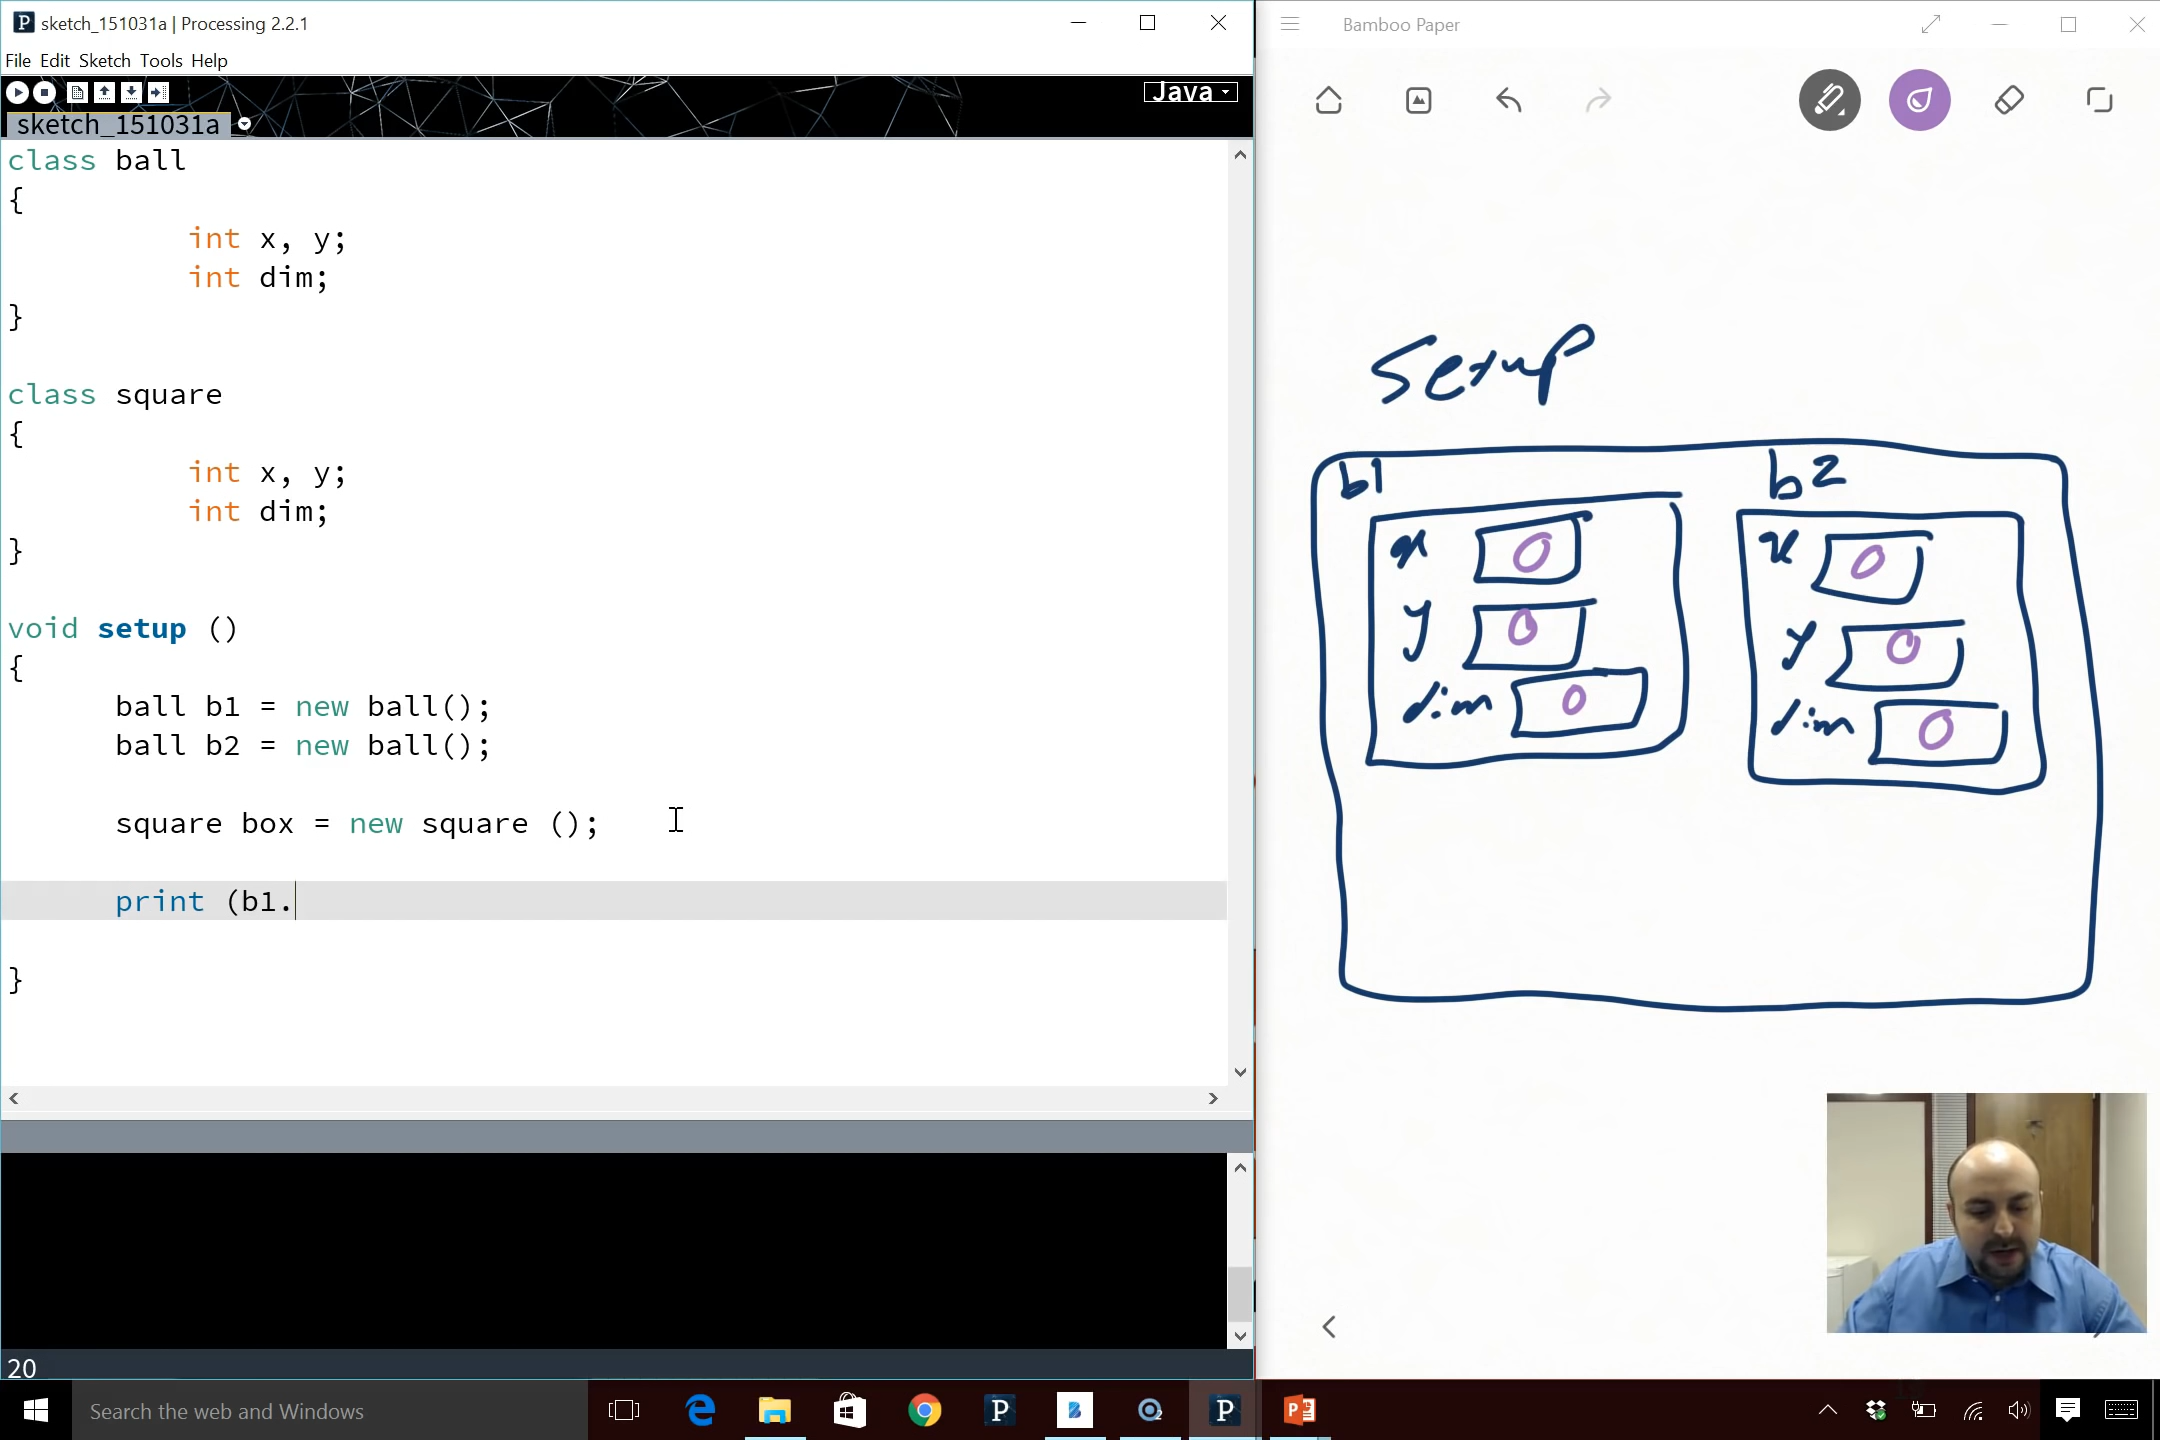 sketch_151031a | Processing 2.2.1
File Edit Sketch Tools Help
Java
sketch_151031a
class ball
{
int x, y;
int dim;
}
class square
{
int x, y;
int dim;
}
void setup ()
{
ball b1 = new ball();
ball b2 = new ball();
square box = new square ();
print (b1.
}
20
Bamboo Paper
setup
b1 b2
x 0 x 0
y 0 y 0
dim 0 dim 0
Search the web and Windows